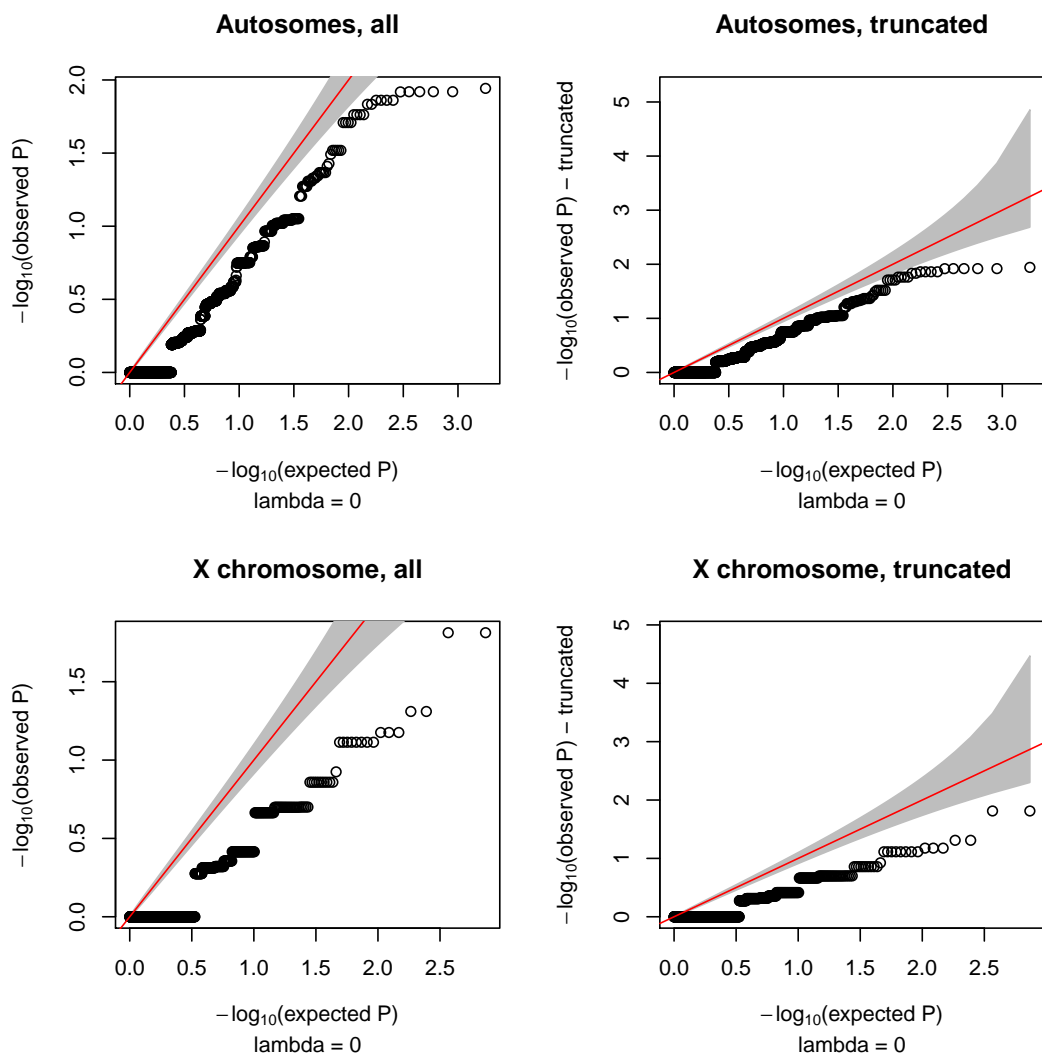 Autosomes, all
−log10(observed P)
2.0
1.5
1.0
0.5
0.0
0.0 0.5 1.0 1.5 2.0 2.5 3.0
−log10(expected P)
lambda = 0
Autosomes, truncated
−log10(observed P) − truncated
5
4
3
2
1
0
0.0 0.5 1.0 1.5 2.0 2.5 3.0
−log10(expected P)
lambda = 0
X chromosome, all
−log10(observed P)
1.5
1.0
0.5
0.0
0.0 0.5 1.0 1.5 2.0 2.5
−log10(expected P)
lambda = 0
X chromosome, truncated
−log10(observed P) − truncated
5
4
3
2
1
0
0.0 0.5 1.0 1.5 2.0 2.5
−log10(expected P)
lambda = 0